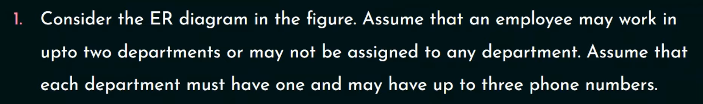 1. Consider the ER diagram in the figure. Assume that an employee may work in
upto two departments or may not be assigned to any department. Assume that
each department must have one and may have up to three phone numbers.